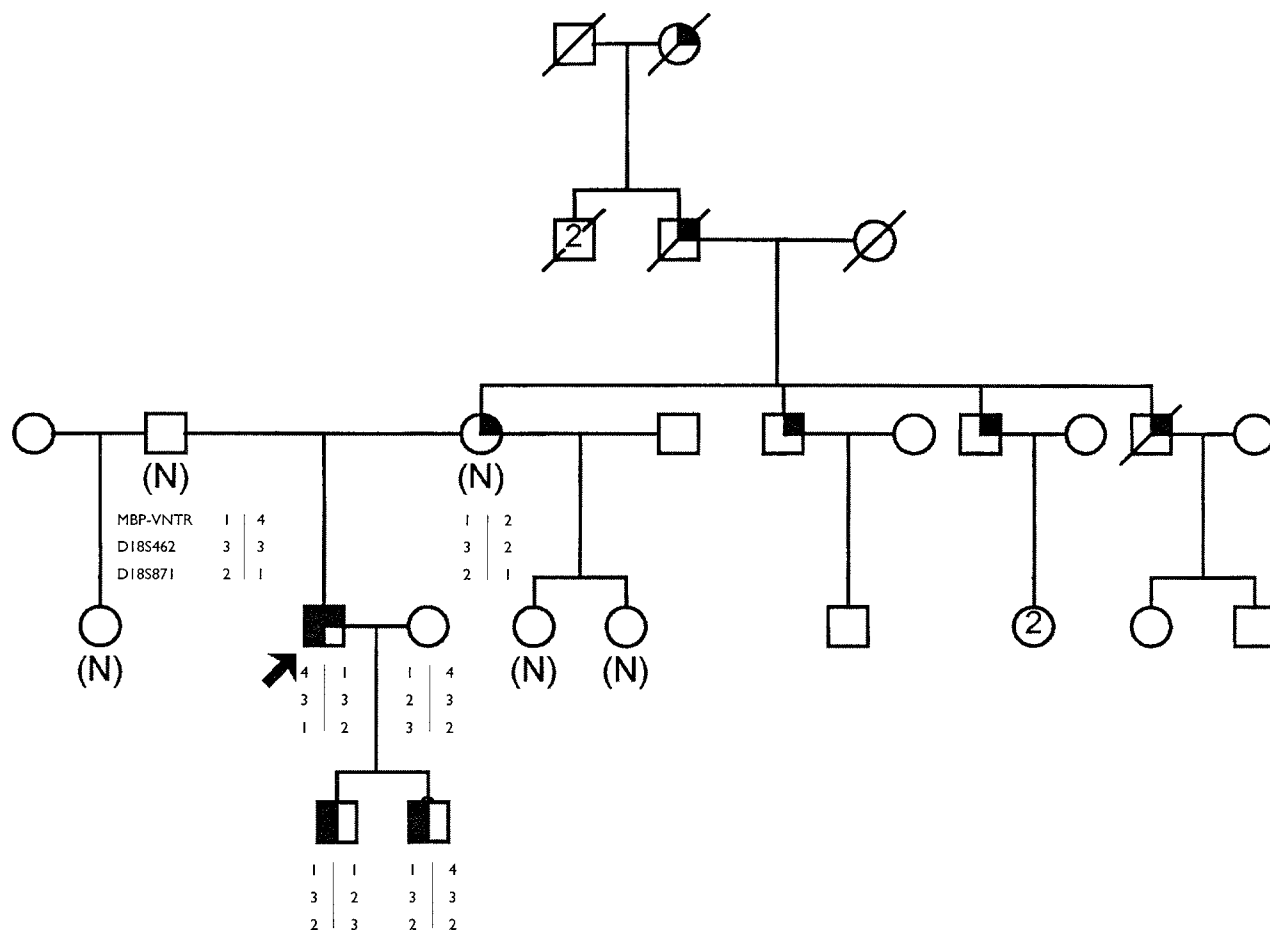 2
(N) (N)
MBP-VNTR 1 4 1 2
D18S462 3 3 3 2
D18S871 2 1 2 1
2
(N) (N) (N)
4 1 1 4
3 3 2 3
1 2 3 2
1 1 1 4
3 2 3 3
2 3 2 2